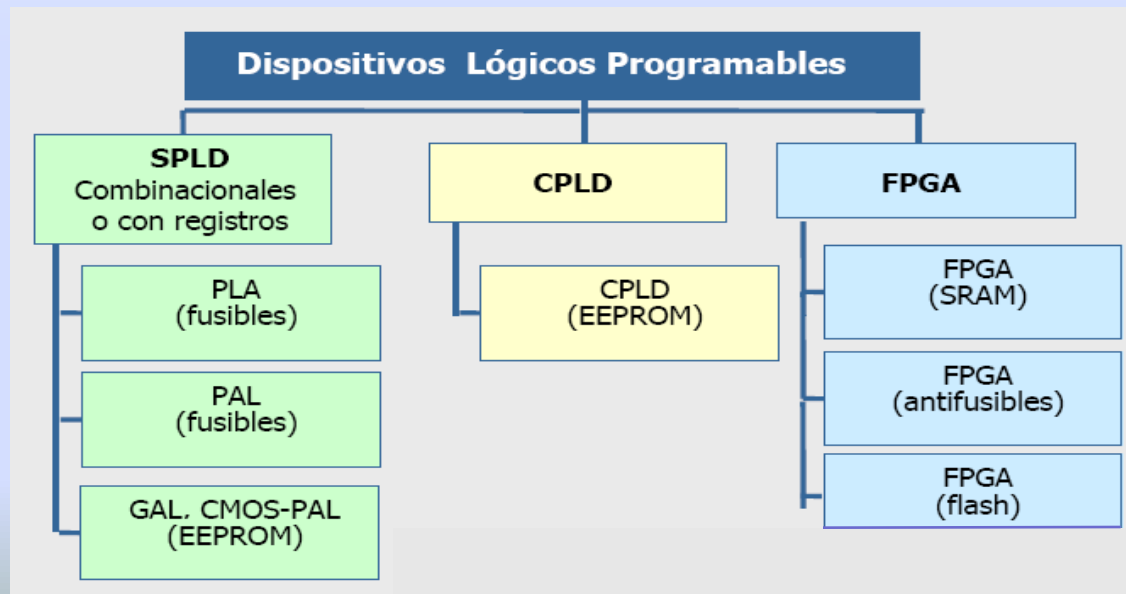 Dispositivos Lógicos Programables
SPLD
Combinacionales
o con registros
PLA
(fusibles)
PAL
(fusibles)
GAL, CMOS-PAL
(EEPROM)
CPLD
CPLD
(EEPROM)
FPGA
FPGA
(SRAM)
FPGA
(antifusibles)
FPGA
(flash)